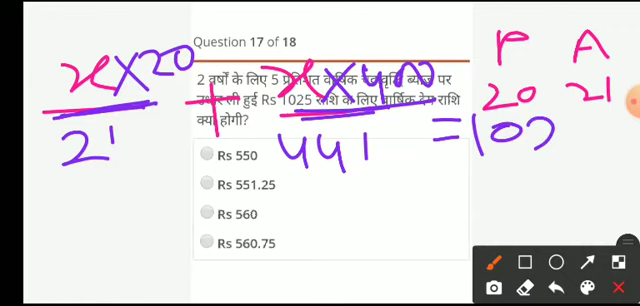 Question 17 of 18
P A
x×20 + x×400
20 21
2 वर्षों के लिए 5 प्रतिशत वार्षिक चक्रवृद्धि ब्याज पर
उधार ली हुई Rs 1025 राशि के लिए वार्षिक देय राशि
क्या होगी?
21 441 = 102
Rs 550
Rs 551.25
Rs 560
Rs 560.75